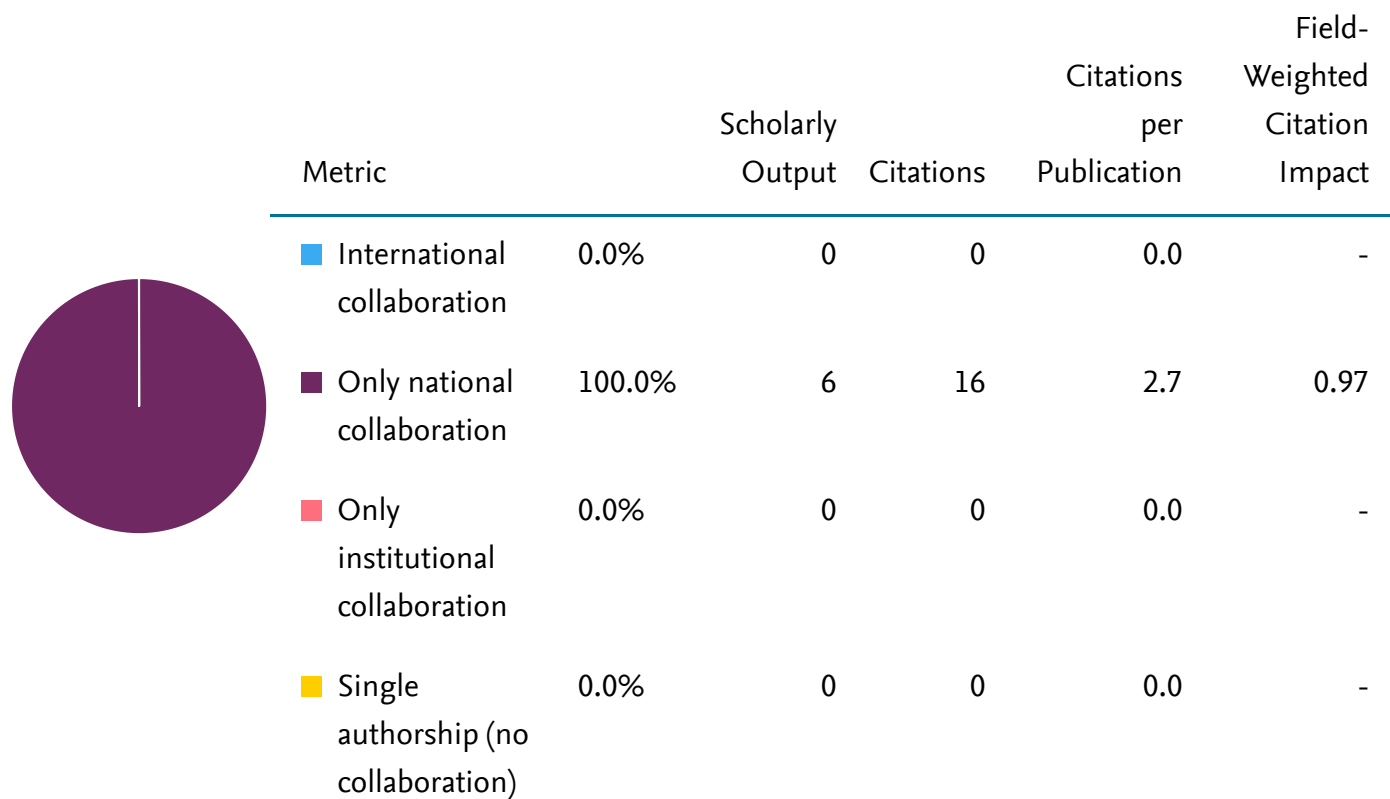 Field-
Citations Weighted
Scholarly per Citation
Metric Output Citations Publication Impact
International 0.0% 0 0 0.0 -
collaboration
Only national 100.0% 6 16 2.7 0.97
collaboration
Only 0.0% 0 0 0.0 -
institutional
collaboration
Single 0.0% 0 0 0.0 -
authorship (no
collaboration)